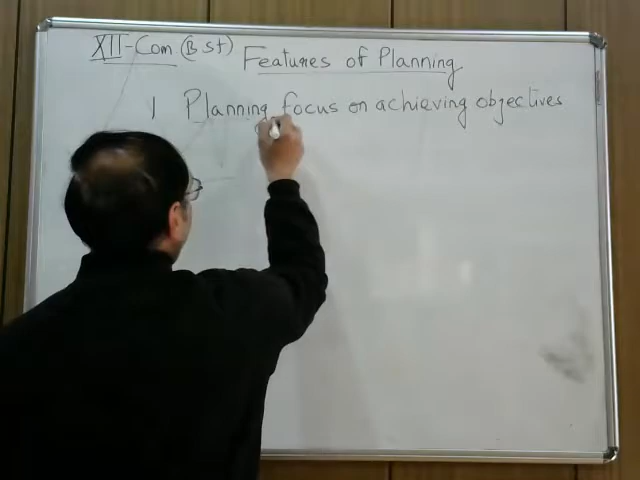 XII-Com (B st)
Features of Planning
1 Planning focus on achieving objectives